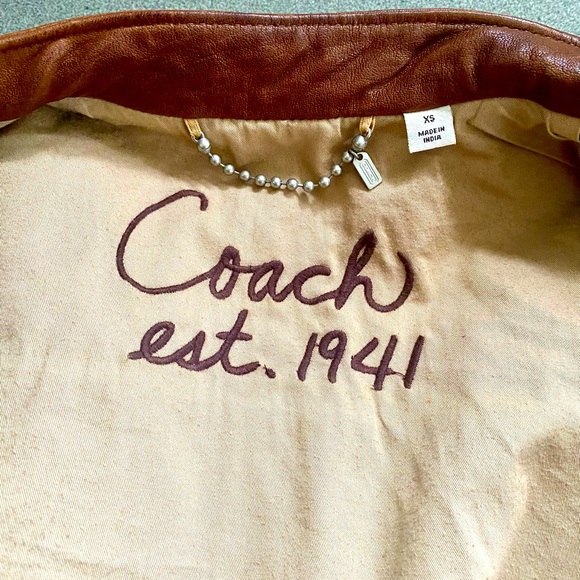 XS
MADE IN
INDIA
Coach
est. 1941